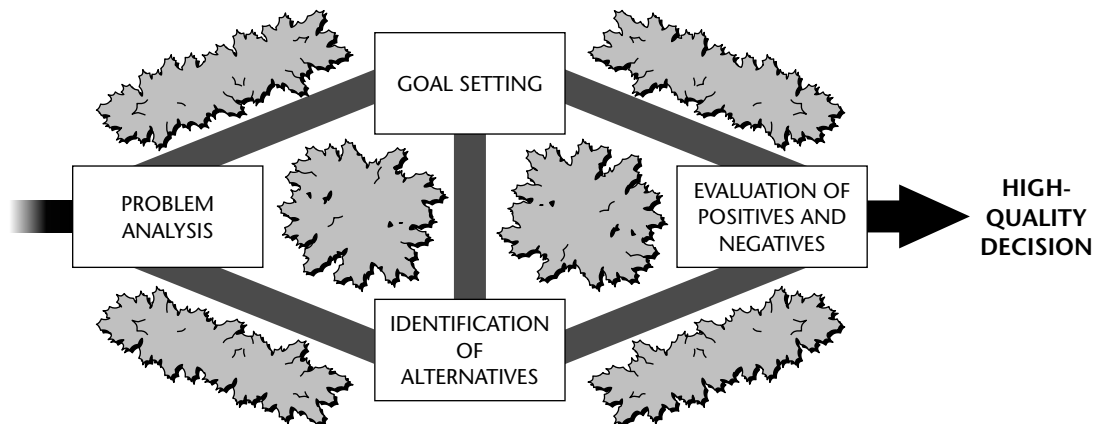 GOAL SETTING
PROBLEM
ANALYSIS
EVALUATION OF
POSITIVES AND
NEGATIVES
HIGH-
QUALITY
DECISION
IDENTIFICATION
OF
ALTERNATIVES